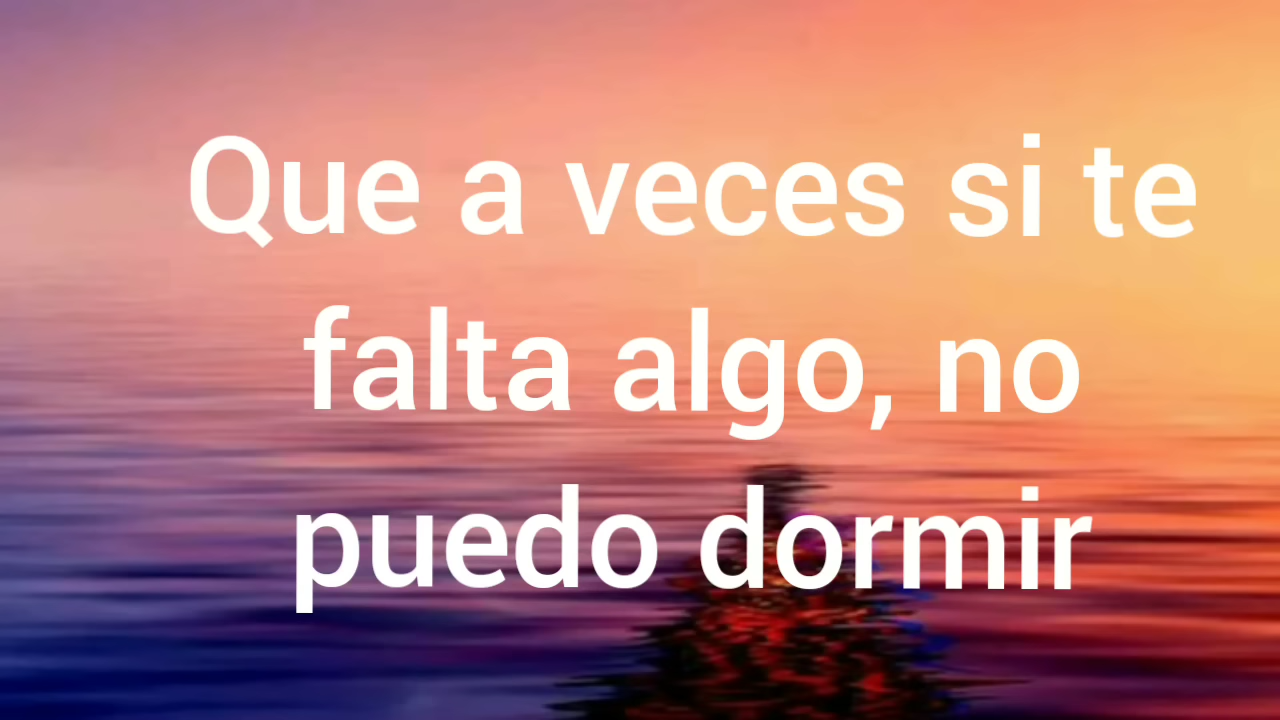 Que a veces si te
falta algo, no
puedo dormir